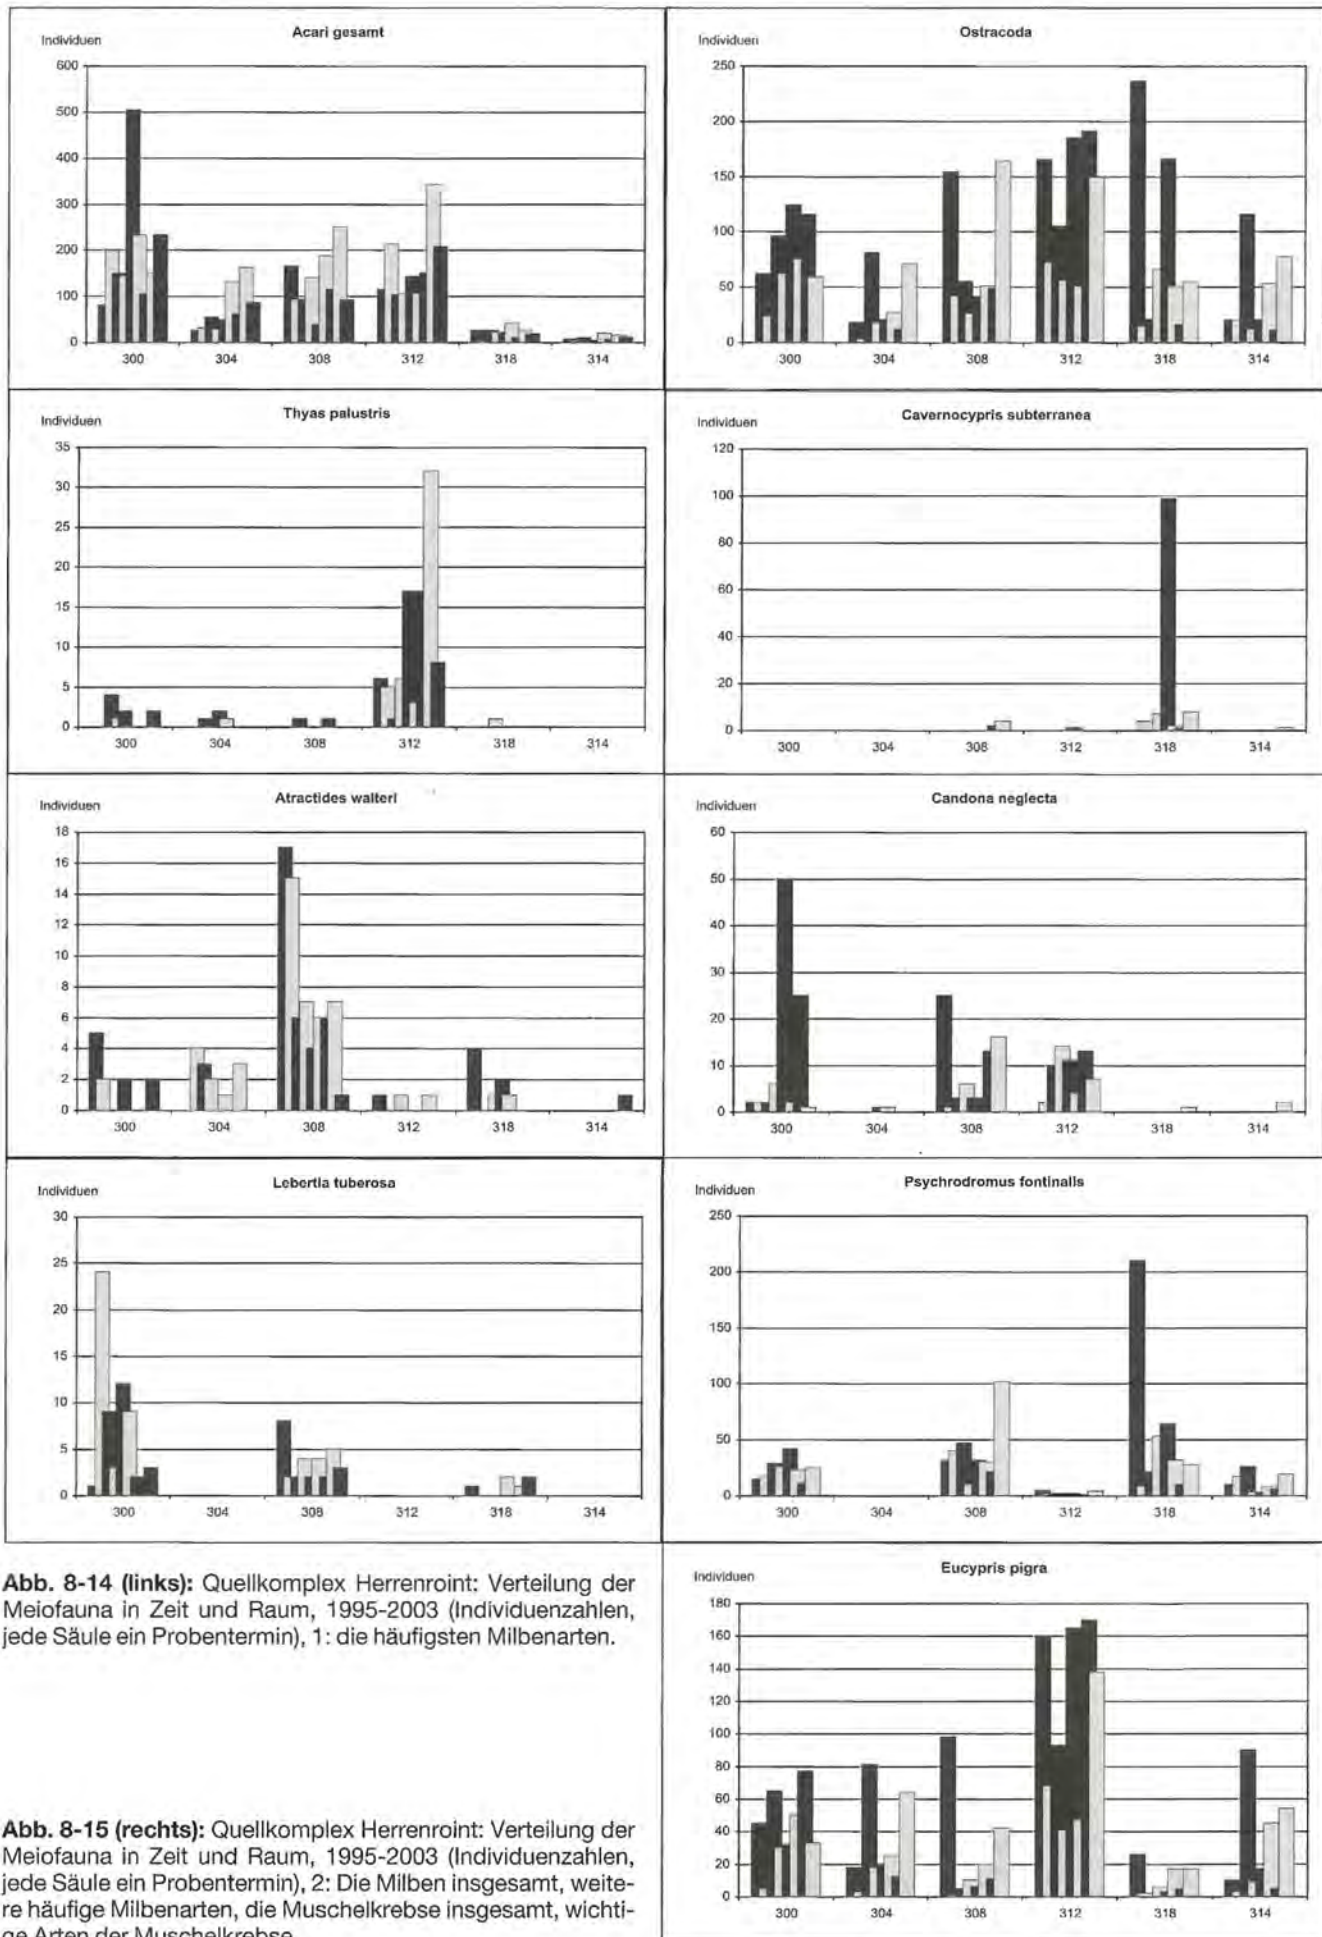 Acari gesamt
Individuen
600
500
400
300
200
100
0
300 304 308 312 318 314
Ostracoda
Individuen
250
200
150
100
50
0
300 304 308 312 318 314
Thyas palustris
Individuen
35
30
25
20
15
10
5
0
300 304 308 312 318 314
Cavernocypris subterranea
Individuen
120
100
80
60
40
20
0
300 304 308 312 318 314
Atractides walteri
Individuen
18
16
14
12
10
8
6
4
2
0
300 304 308 312 318 314
Candona neglecta
Individuen
60
50
40
30
20
10
0
300 304 308 312 318 314
Lebertia tuberosa
Individuen
30
25
20
15
10
5
0
300 304 308 312 318 314
Psychrodromus fontinalis
Individuen
250
200
150
100
50
0
300 304 308 312 318 314
Eucypris pigra
Individuen
180
160
140
120
100
80
60
40
20
0
300 304 308 312 318 314
Abb. 8-14 (links): Quellkomplex Herrenroint: Verteilung der
Meiofauna in Zeit und Raum, 1995-2003 (Individuenzahlen,
jede Säule ein Probentermin), 1: die häufigsten Milbenarten.
Abb. 8-15 (rechts): Quellkomplex Herrenroint: Verteilung der
Meiofauna in Zeit und Raum, 1995-2003 (Individuenzahlen,
jede Säule ein Probentermin), 2: Die Milben insgesamt, weite-
re häufige Milbenarten, die Muschelkrebse insgesamt, wichti-
ge Arten der Muschelkrebse